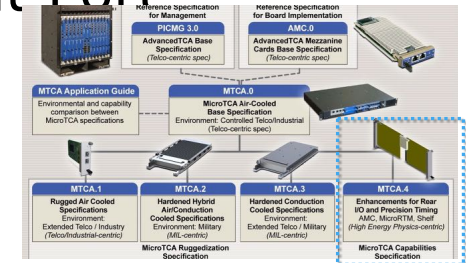 Reference Specification
for Management
Reference Specification
for Board Implementation
PICMG 3.0
AdvancedTCA Base
Specification
(Telco-centric spec)
AMC.0
AdvancedTCA Mezzanine
Cards Base Specification
(Telco-centric spec)
MTCA Application Guide
Environmental and capability
comparison between
MicroTCA specifications
MTCA.0
MicroTCA Air-Cooled
Base Specification
Environment: Controlled Telco/Industrial
(Telco-centric spec)
MTCA.1
Rugged Air Cooled
Specifications
Environment:
Extended Telco / Industry
(Telco/Industrial-centric)
MTCA.2
Hardened Hybrid
Air/Conduction
Cooled Specifications
Environment: Military
(MIL-centric)
MTCA.3
Hardened Conduction
Cooled Specifications
Environment:
Extended Telco / Military
(MIL-centric)
MTCA.4
Enhancements for Rear
I/O and Precision Timing
AMC, MicroRTM, Shelf
(High Energy Physics-centric)
MicroTCA Ruggedization
Specification
MicroTCA Capabilities
Specification